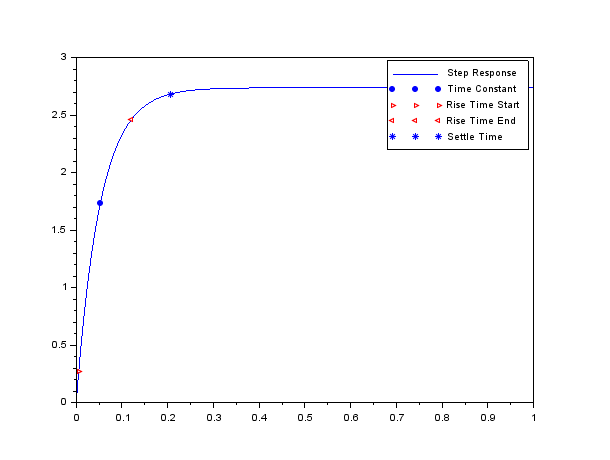 3
Step Response
Time Constant
2.5
Rise Time Start
Rise Time End
Settle Time
2
1.5
1
0.5
0
0 0.1 0.2 0.3 0.4 0.5 0.6 0.7 0.8 0.9 1